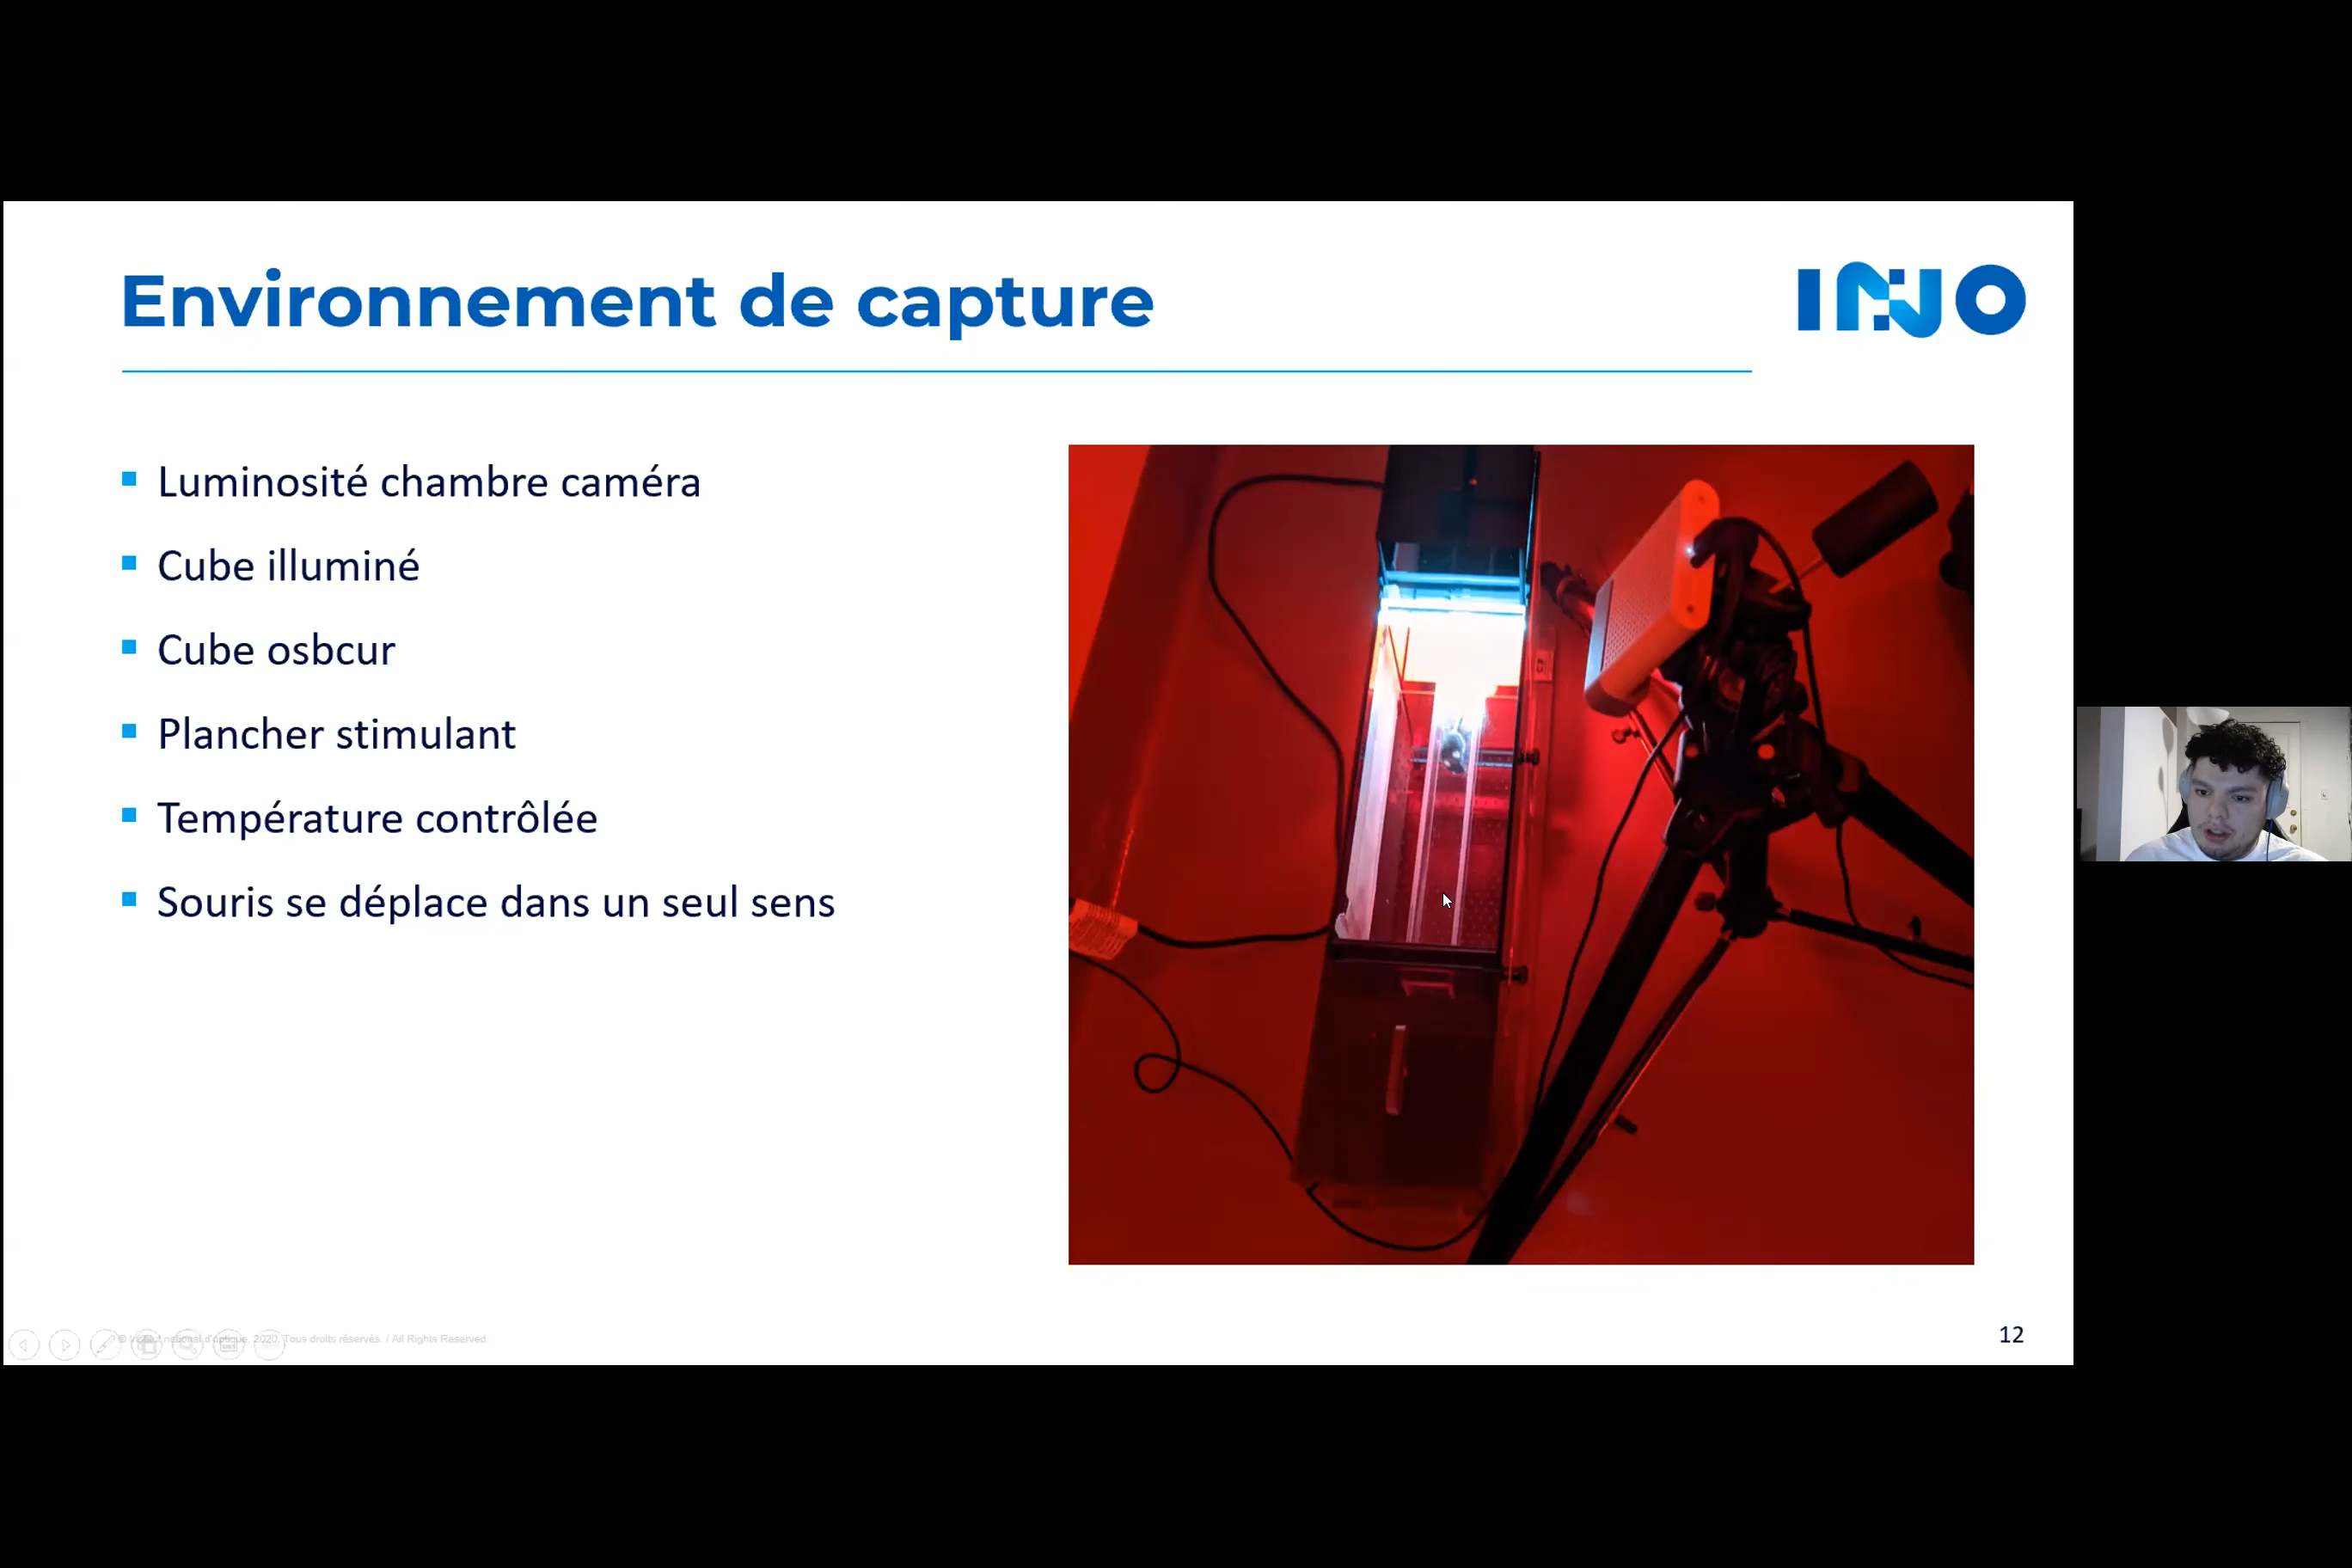 Environnement de capture
INO
Luminosité chambre caméra
Cube illuminé
Cube osbcur
Plancher stimulant
Température contrôlée
Souris se déplace dans un seul sens
© Institut national d'optique, 2020. Tous droits réservés. / All Rights Reserved
12